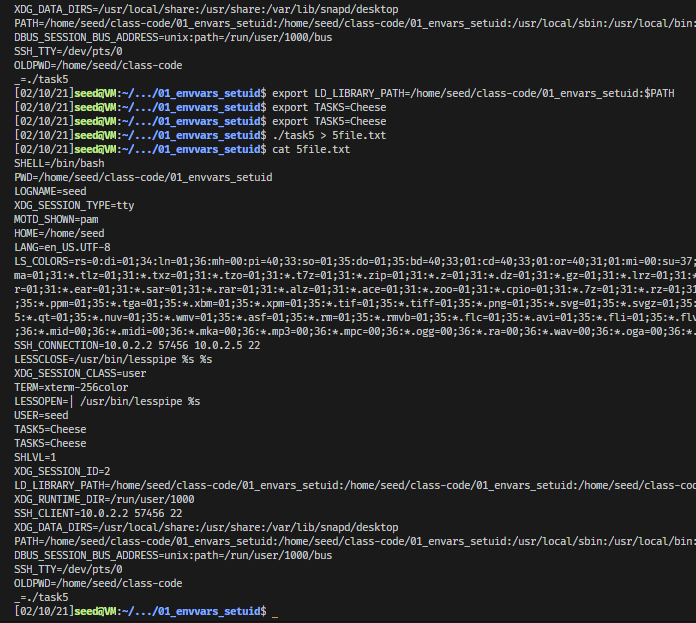 XDG_DATA_DIRS=/usr/local/share:/usr/share:/var/lib/snapd/desktop
PATH=/home/seed/class-code/01_envars_setuid:/home/seed/class-code/01_envars_setuid:/usr/local/sbin:/usr/local/bin:
DBUS_SESSION_BUS_ADDRESS=unix:path=/run/user/1000/bus
SSH_TTY=/dev/pts/0
OLDPWD=/home/seed/class-code
_=./task5
[02/10/21]seed@VM:~/.../01_envvars_setuid$ export LD_LIBRARY_PATH=/home/seed/class-code/01_envars_setuid:$PATH
[02/10/21]seed@VM:~/.../01_envvars_setuid$ export TASKS=Cheese
[02/10/21]seed@VM:~/.../01_envvars_setuid$ export TASK5=Cheese
[02/10/21]seed@VM:~/.../01_envvars_setuid$ ./task5 > 5file.txt
[02/10/21]seed@VM:~/.../01_envvars_setuid$ cat 5file.txt
SHELL=/bin/bash
PWD=/home/seed/class-code/01_envvars_setuid
LOGNAME=seed
XDG_SESSION_TYPE=tty
MOTD_SHOWN=pam
HOME=/home/seed
LANG=en_US.UTF-8
LS_COLORS=rs=0:di=01;34:ln=01;36:mh=00:pi=40;33:so=01;35:do=01;35:bd=40;33;01:cd=40;33;01:or=40;31;01:mi=00:su=37;
ma=01;31:*.tlz=01;31:*.txz=01;31:*.tzo=01;31:*.t7z=01;31:*.zip=01;31:*.z=01;31:*.dz=01;31:*.gz=01;31:*.lrz=01;31:*
r=01;31:*.ear=01;31:*.sar=01;31:*.rar=01;31:*.alz=01;31:*.ace=01;31:*.zoo=01;31:*.cpio=01;31:*.7z=01;31:*.rz=01;31
;35:*.ppm=01;35:*.tga=01;35:*.xbm=01;35:*.xpm=01;35:*.tif=01;35:*.tiff=01;35:*.png=01;35:*.svg=01;35:*.svgz=01;35:
5:*.qt=01;35:*.nuv=01;35:*.wmv=01;35:*.asf=01;35:*.rm=01;35:*.rmvb=01;35:*.flc=01;35:*.avi=01;35:*.fli=01;35:*.flv
;36:*.mid=00;36:*.midi=00;36:*.mka=00;36:*.mp3=00;36:*.mpc=00;36:*.ogg=00;36:*.ra=00;36:*.wav=00;36:*.oga=00;36:*.
SSH_CONNECTION=10.0.2.2 57456 10.0.2.5 22
LESSCLOSE=/usr/bin/lesspipe %s %s
XDG_SESSION_CLASS=user
TERM=xterm-256color
LESSOPEN=| /usr/bin/lesspipe %s
USER=seed
TASK5=Cheese
TASKS=Cheese
SHLVL=1
XDG_SESSION_ID=2
LD_LIBRARY_PATH=/home/seed/class-code/01_envars_setuid:/home/seed/class-code/01_envars_setuid:/home/seed/class-cod
XDG_RUNTIME_DIR=/run/user/1000
SSH_CLIENT=10.0.2.2 57456 22
XDG_DATA_DIRS=/usr/local/share:/usr/share:/var/lib/snapd/desktop
PATH=/home/seed/class-code/01_envars_setuid:/home/seed/class-code/01_envars_setuid:/usr/local/sbin:/usr/local/bin:
DBUS_SESSION_BUS_ADDRESS=unix:path=/run/user/1000/bus
SSH_TTY=/dev/pts/0
OLDPWD=/home/seed/class-code
_=./task5
[02/10/21]seed@VM:~/.../01_envvars_setuid$ _